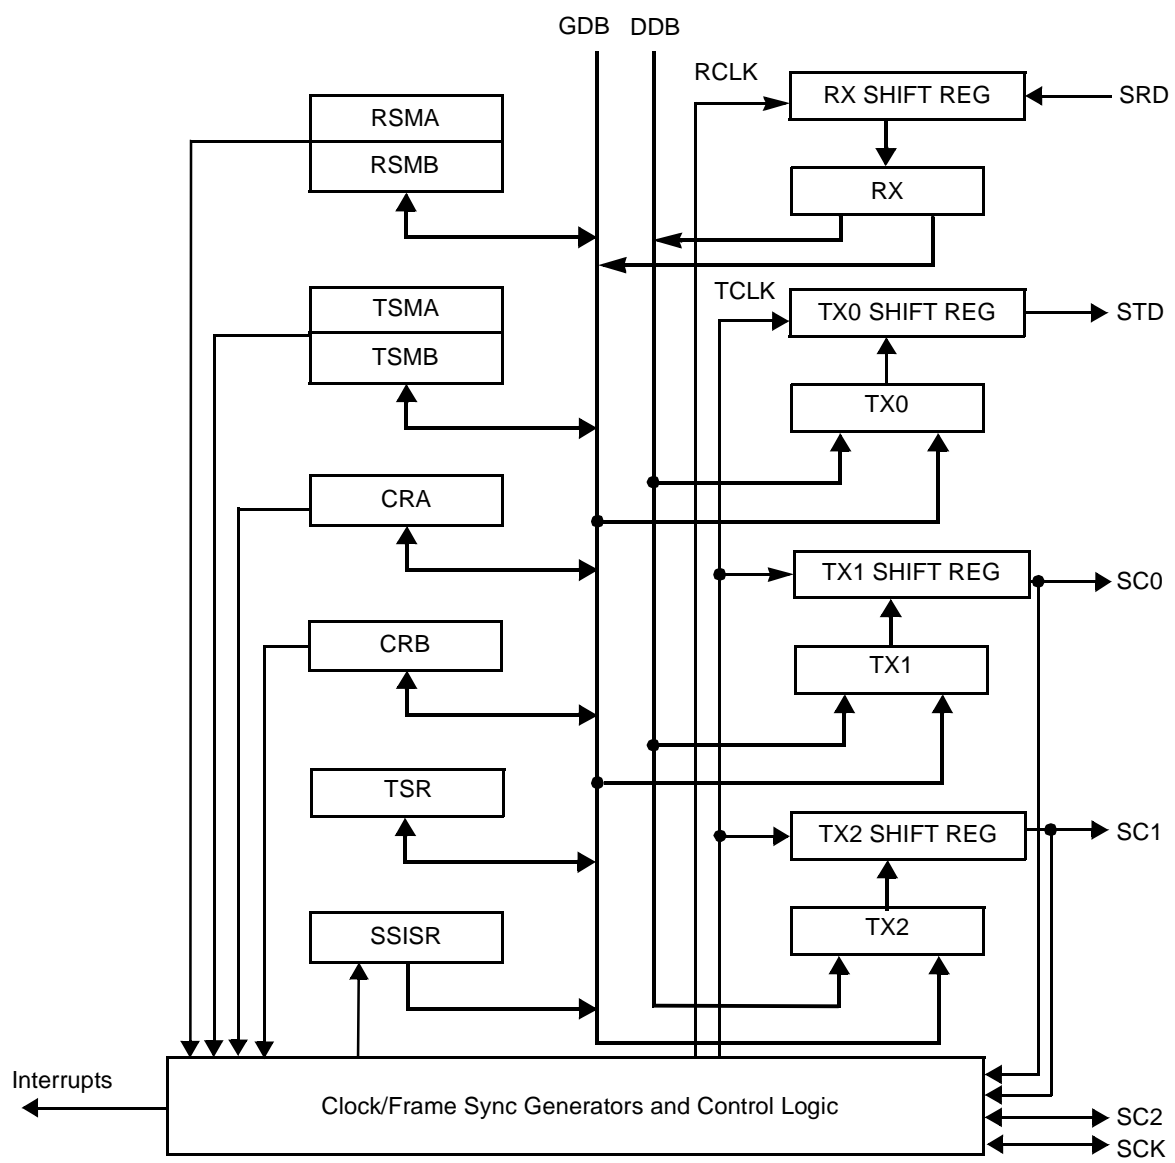 GDB DDB
RCLK
RX SHIFT REG
SRD
RSMA
RSMB
RX
TCLK
TSMA
TSMB
TX0 SHIFT REG
STD
TX0
CRA
TX1 SHIFT REG
SC0
CRB
TX1
TSR
TX2 SHIFT REG
SC1
SSISR
TX2
Interrupts
Clock/Frame Sync Generators and Control Logic
SC2
SCK